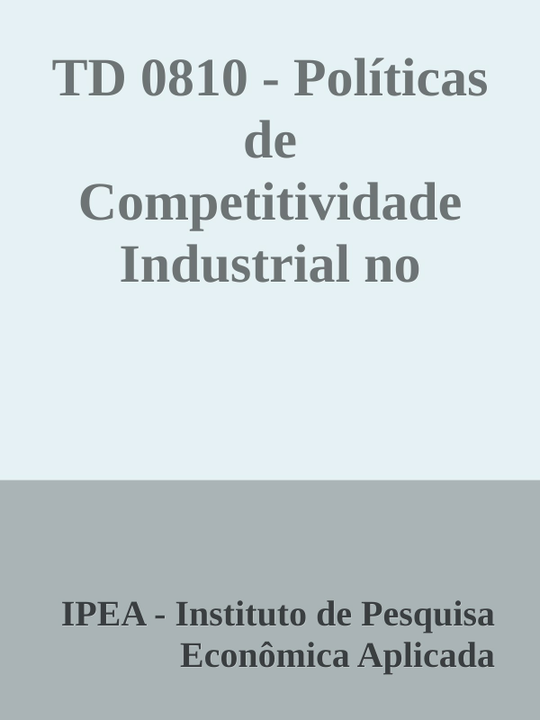 TD 0810 - Políticas
de
Competitividade
Industrial no
IPEA - Instituto de Pesquisa
Econômica Aplicada